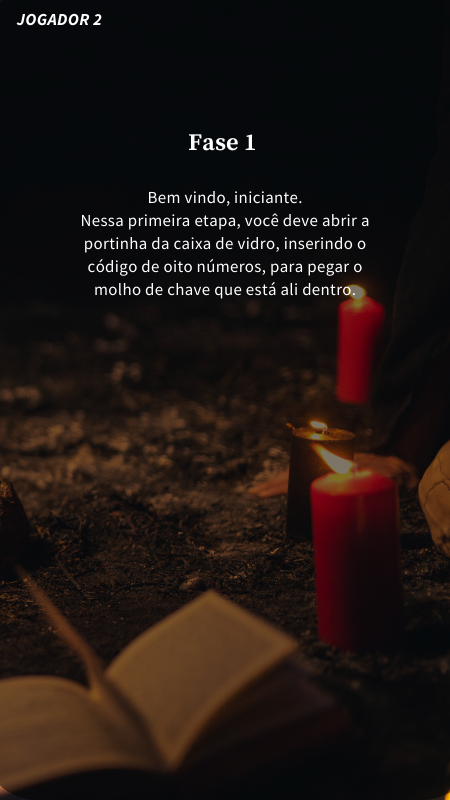 JOGADOR 2
Fase 1
Bem vindo, iniciante.
Nessa primeira etapa, você deve abrir a
portinha da caixa de vidro, inserindo o
código de oito números, para pegar o
molho de chave que está ali dentro.